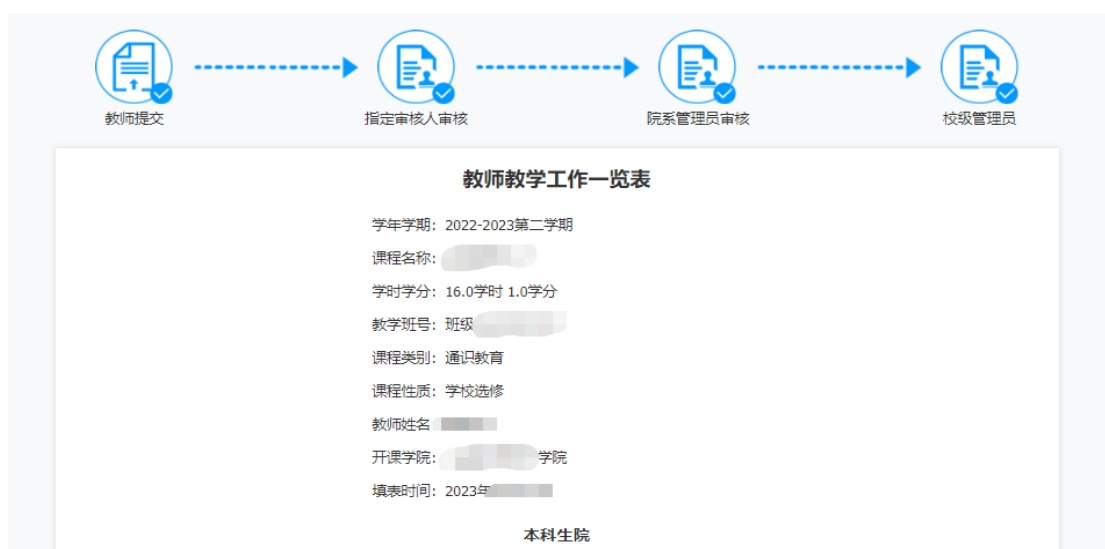 教师提交 指定审核人审核 院系管理员审核 校级管理员
教师教学工作一览表
学年学期：2022-2023第二学期
课程名称：
学时学分：16.0学时 1.0学分
教学班号：班级
课程类别：通识教育
课程性质：学校选修
教师姓名
开课学院：学院
填表时间：2023年
本科生院